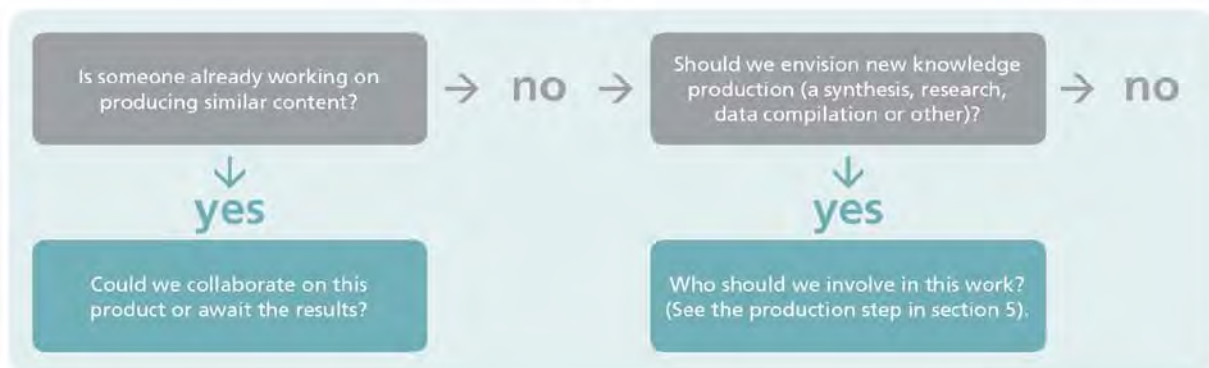 Is someone already working on
producing similar content?
→ no →
Should we envision new knowledge
production (a synthesis, research,
data compilation or other)?
→ no
↓
yes
↓
yes
Could we collaborate on this
product or await the results?
Who should we involve in this work?
(See the production step in section 5).